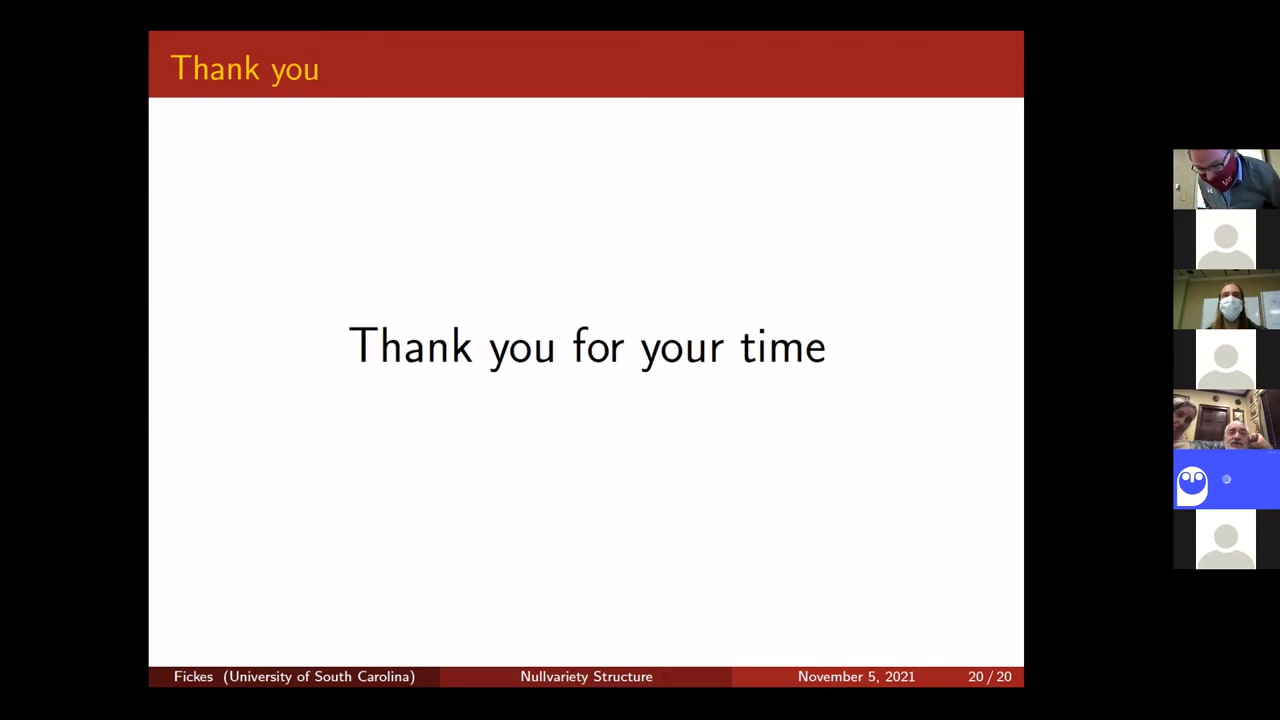 Thank you
Thank you for your time
Fickes (University of South Carolina) Nullvariety Structure November 5, 2021 20 / 20